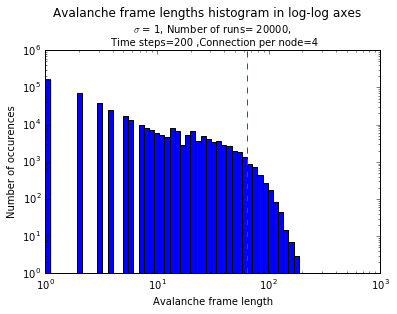 Avalanche frame lengths histogram in log-log axes
σ = 1, Number of runs= 20000,
Time steps=200 ,Connection per node=4
10^6
10^5
10^4
10^3
10^2
10^1
10^0
Number of occurences
10^0 10^1 10^2 10^3
Avalanche frame length